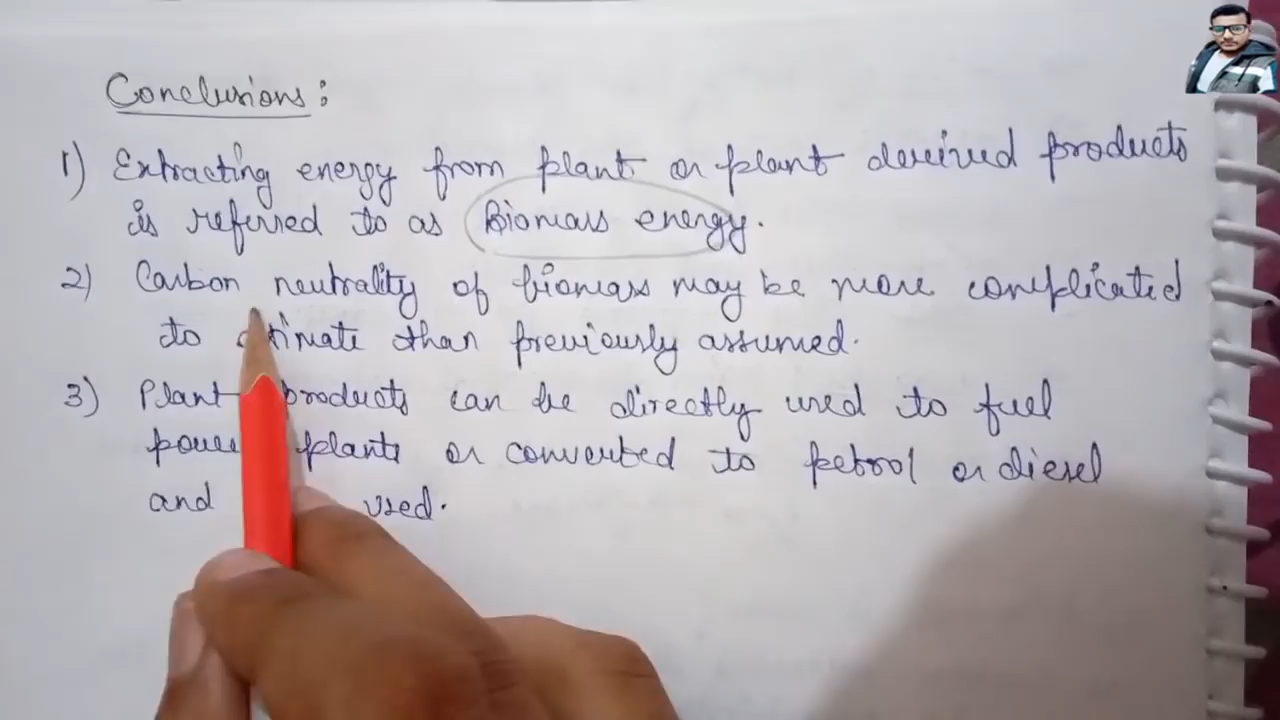 Conclusions:
1) Extracting energy from plant or plant derived products
is referred to as Biomass energy.
2) Carbon neutrality of biomass may be more complicated
to than previously assumed.
3) Plant products can be directly used to fuel
power plants or converted to petrol or diesel
and used.